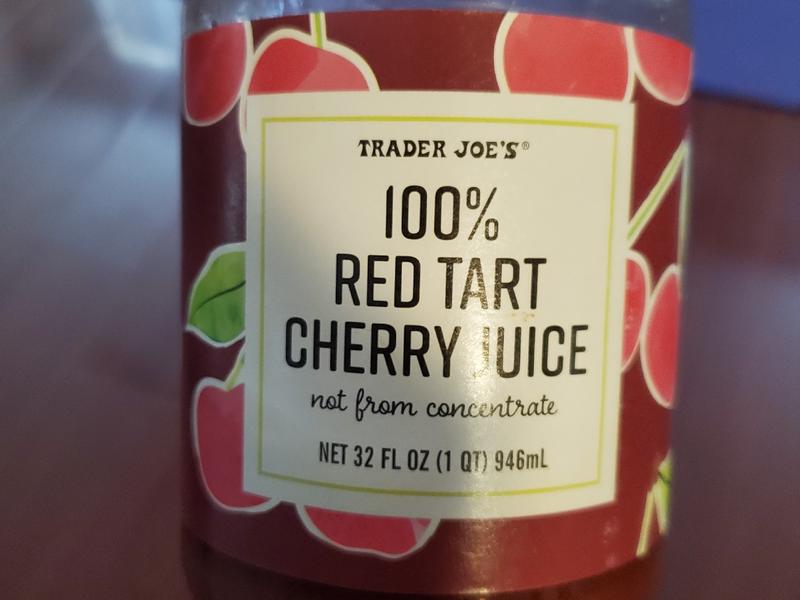 TRADER JOE'S®
100%
RED TART
CHERRY JUICE
not from concentrate
NET 32 FL OZ (1 QT) 946mL